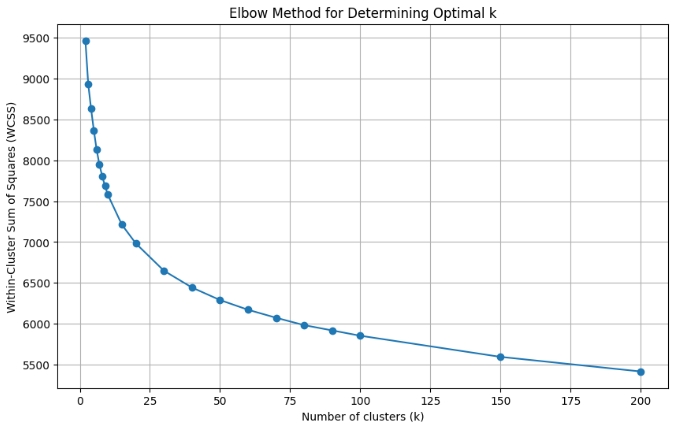 Elbow Method for Determining Optimal k
Within-Cluster Sum of Squares (WCSS)
9500
9000
8500
8000
7500
7000
6500
6000
5500
0 25 50 75 100 125 150 175 200
Number of clusters (k)